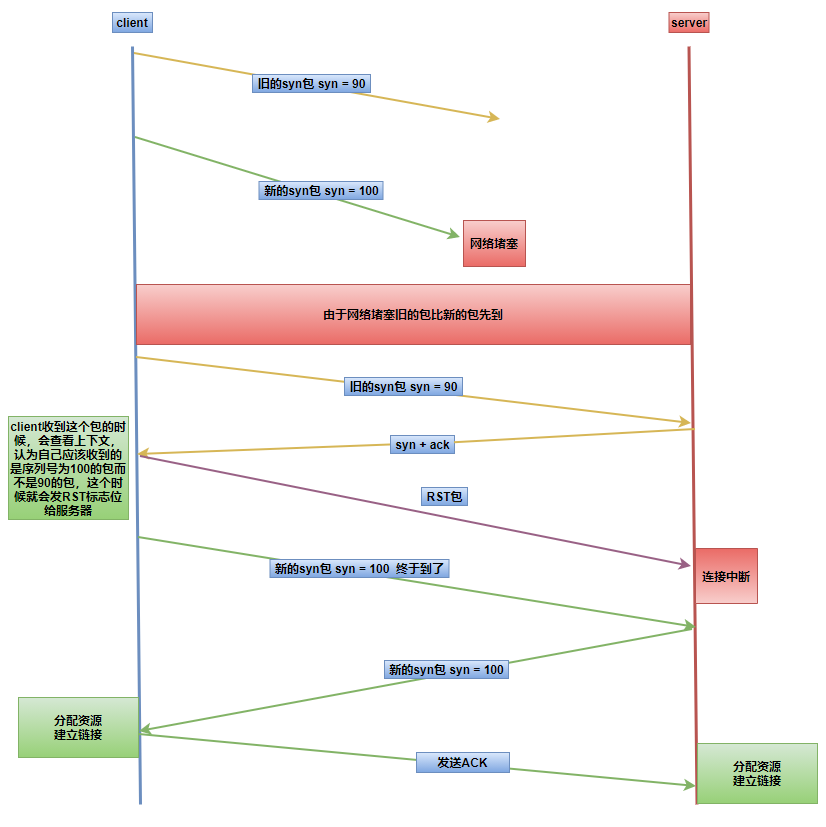 client
server
旧的syn包 syn = 90
新的syn包 syn = 100
网络堵塞
由于网络堵塞旧的包比新的包先到
旧的syn包 syn = 90
client收到这个包的时
候，会查看上下文，
认为自己应该收到的
是序列号为100的包而
不是90的包，这个时
候就会发RST标志位
给服务器
syn + ack
RST包
新的syn包 syn = 100 终于到了
连接中断
新的syn包 syn = 100
分配资源
建立链接
发送ACK
分配资源
建立链接